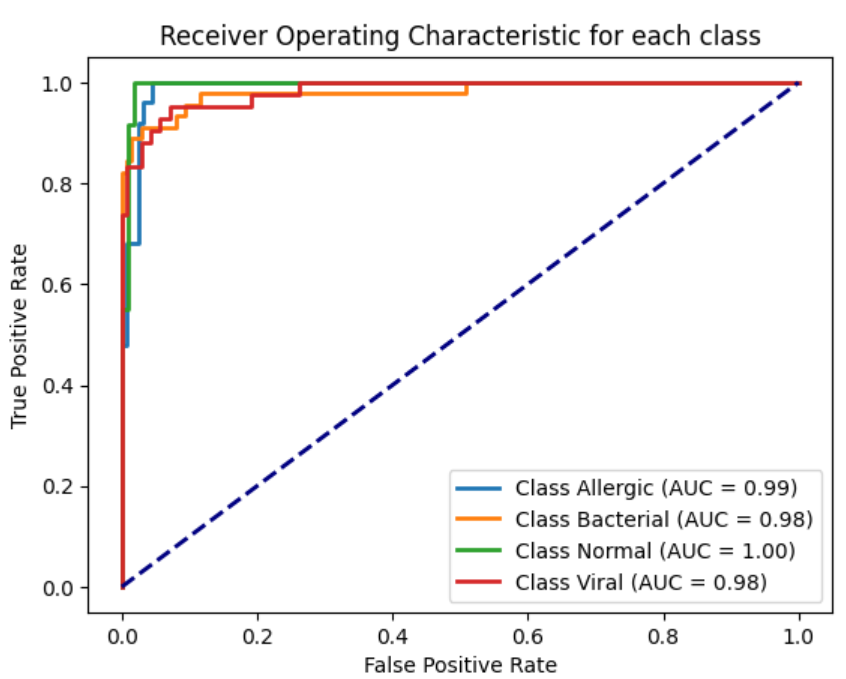 Receiver Operating Characteristic for each class
True Positive Rate
1.0
0.8
0.6
0.4
0.2
0.0
Class Allergic (AUC = 0.99)
Class Bacterial (AUC = 0.98)
Class Normal (AUC = 1.00)
Class Viral (AUC = 0.98)
0.0 0.2 0.4 0.6 0.8 1.0
False Positive Rate